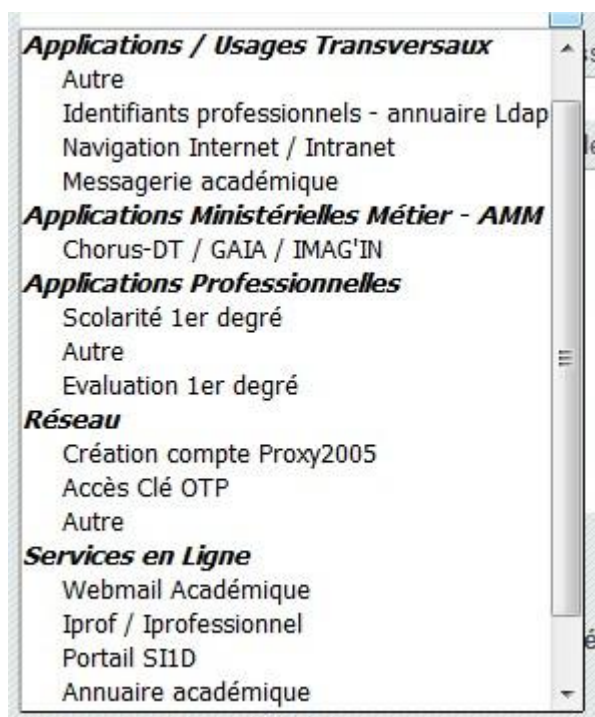 Applications / Usages Transversaux
Autre
Identifiants professionnels - annuaire Ldap
Navigation Internet / Intranet
Messagerie académique
Applications Ministérielles Métier - AMM
Chorus-DT / GAIA / IMAG'IN
Applications Professionnelles
Scolarité 1er degré
Autre
Evaluation 1er degré
Réseau
Création compte Proxy2005
Accès Clé OTP
Autre
Services en Ligne
Webmail Académique
Iprof / Iprofessionnel
Portail SI1D
Annuaire académique